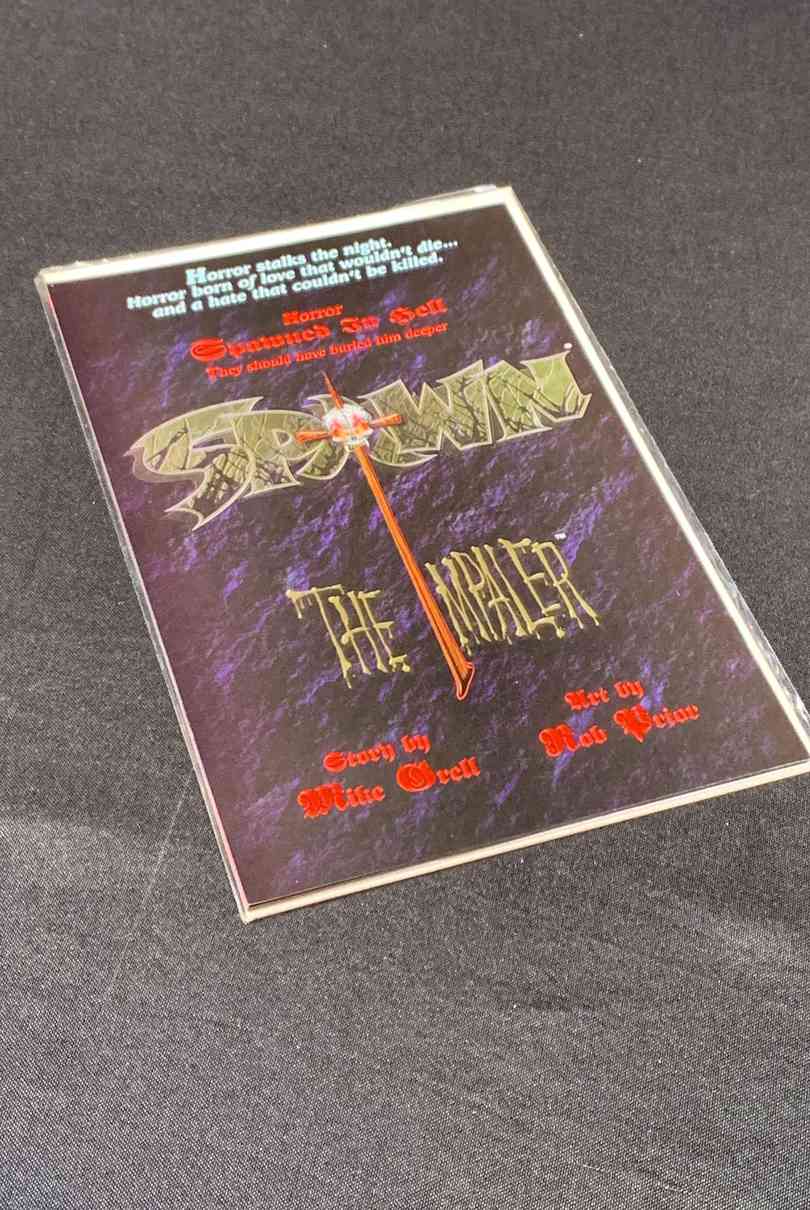 Horror stalks the night.
Horror born of love that wouldn't die...
and a hate that couldn't be killed.
Horror
Spawned In Hell
They should have buried him deeper
SPAWN
THE IMPALER™
Story by
Mike Grell
Art by
Rob Prior